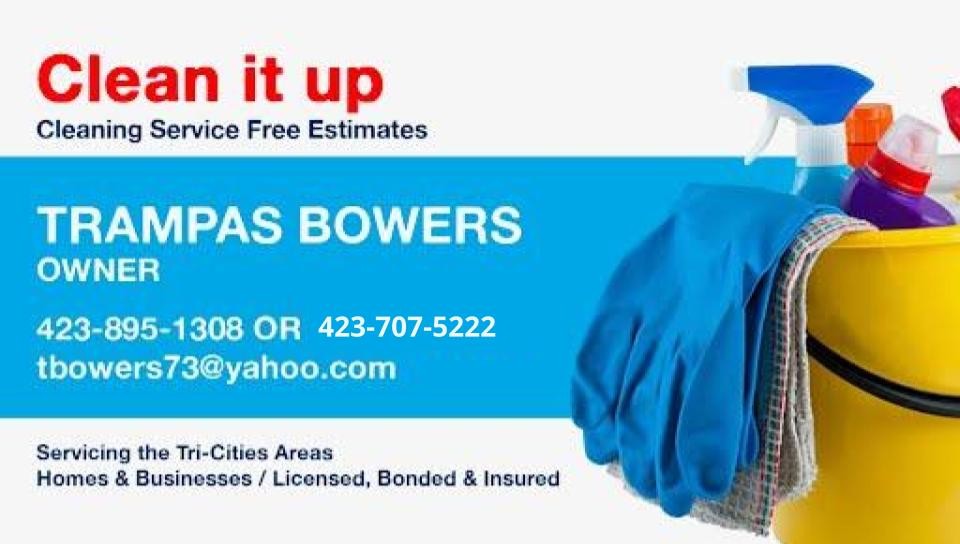 Clean it up
Cleaning Service Free Estimates
TRAMPAS BOWERS
OWNER
423-895-1308 OR 423-707-5222
tbowers73@yahoo.com
Servicing the Tri-Cities Areas
Homes & Businesses / Licensed, Bonded & Insured